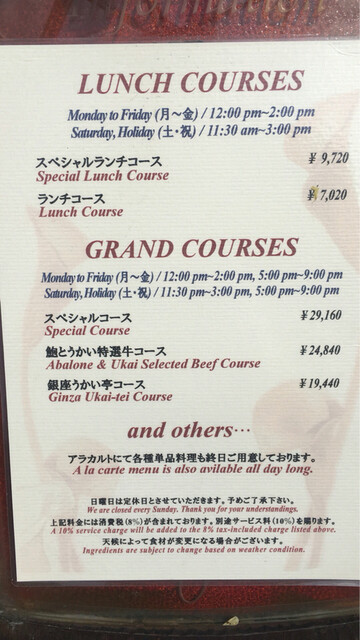 LUNCH COURSES
Monday to Friday (月～金) / 12:00 pm~2:00 pm
Saturday, Holiday (土・祝) / 11:30 am~3:00 pm
スペシャルランチコース ¥ 9,720
Special Lunch Course
ランチコース ¥ 7,020
Lunch Course
GRAND COURSES
Monday to Friday (月～金) / 12:00 pm~2:00 pm, 5:00 pm~9:00 pm
Saturday, Holiday (土・祝) / 11:30 pm~3:00 pm, 5:00 pm~9:00 pm
スペシャルコース ¥29,160
Special Course
鮑とうかい特選牛コース ¥24,840
Abalone & Ukai Selected Beef Course
銀座うかい亭コース ¥19,440
Ginza Ukai-tei Course
and others…
アラカルトにて各種単品料理も終日ご用意しております。
A la carte menu is also avilable all day long.
日曜日は定休日とさせていただきます。予めご了承下さい。
We are closed every Sunday. Thank you for your understandings.
上記料金には消費税(8%)が含まれております。別途サービス料(10%)を賜ります。
A 10% service charge will be added to the 8% tax-included charge listed above.
天候によって食材が変更になる場合がございます。
Ingredients are subject to change based on weather condition.